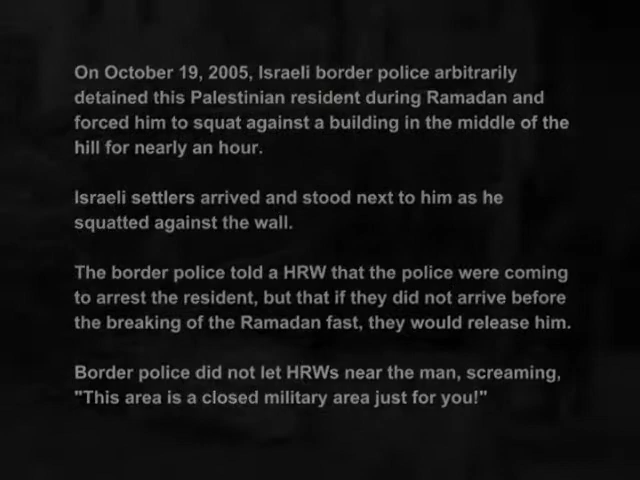 On October 19, 2005, Israeli border police arbitrarily
detained this Palestinian resident during Ramadan and
forced him to squat against a building in the middle of the
hill for nearly an hour.
Israeli settlers arrived and stood next to him as he
squatted against the wall.
The border police told a HRW that the police were coming
to arrest the resident, but that if they did not arrive before
the breaking of the Ramadan fast, they would release him.
Border police did not let HRWs near the man, screaming,
"This area is a closed military area just for you!"